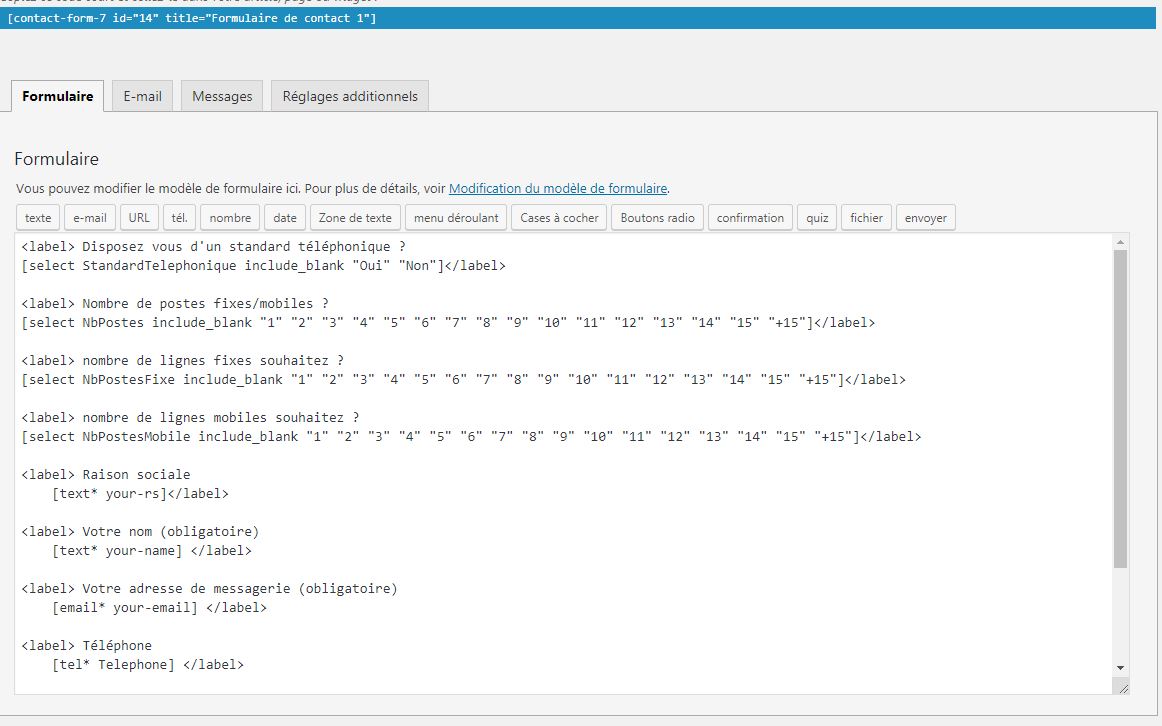 [contact-form-7 id="14" title="Formulaire de contact 1"]
Formulaire
E-mail
Messages
Réglages additionnels
Formulaire
Vous pouvez modifier le modèle de formulaire ici. Pour plus de détails, voir Modification du modèle de formulaire.
texte
e-mail
URL
tél.
nombre
date
Zone de texte
menu déroulant
Cases à cocher
Boutons radio
confirmation
quiz
fichier
envoyer
<label> Disposez vous d'un standard téléphonique ?
[select StandardTelephonique include_blank "Oui" "Non"]</label>
<label> Nombre de postes fixes/mobiles ?
[select NbPostes include_blank "1" "2" "3" "4" "5" "6" "7" "8" "9" "10" "11" "12" "13" "14" "15" "+15"]</label>
<label> nombre de lignes fixes souhaitez ?
[select NbPostesFixe include_blank "1" "2" "3" "4" "5" "6" "7" "8" "9" "10" "11" "12" "13" "14" "15" "+15"]</label>
<label> nombre de lignes mobiles souhaitez ?
[select NbPostesMobile include_blank "1" "2" "3" "4" "5" "6" "7" "8" "9" "10" "11" "12" "13" "14" "15" "+15"]</label>
<label> Raison sociale
[text* your-rs]</label>
<label> Votre nom (obligatoire)
[text* your-name] </label>
<label> Votre adresse de messagerie (obligatoire)
[email* your-email] </label>
<label> Téléphone
[tel* Telephone] </label>